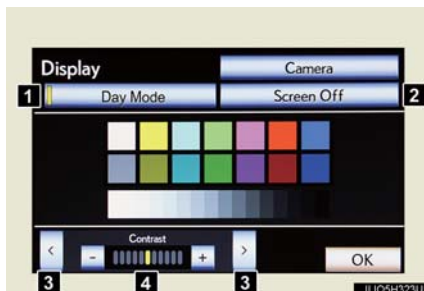 Display
Camera
1
Day Mode
Screen Off
2
Contrast
<
-
+
>
OK
3
4
3